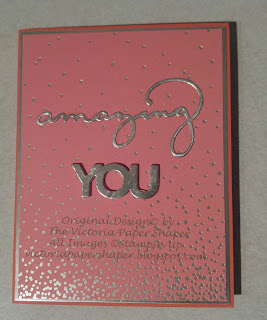 amazing
YOU
Original Designs by
The Victoria Paper Shaper
All Images ©Stampin Up
victoriapapershaper.blogspot.com